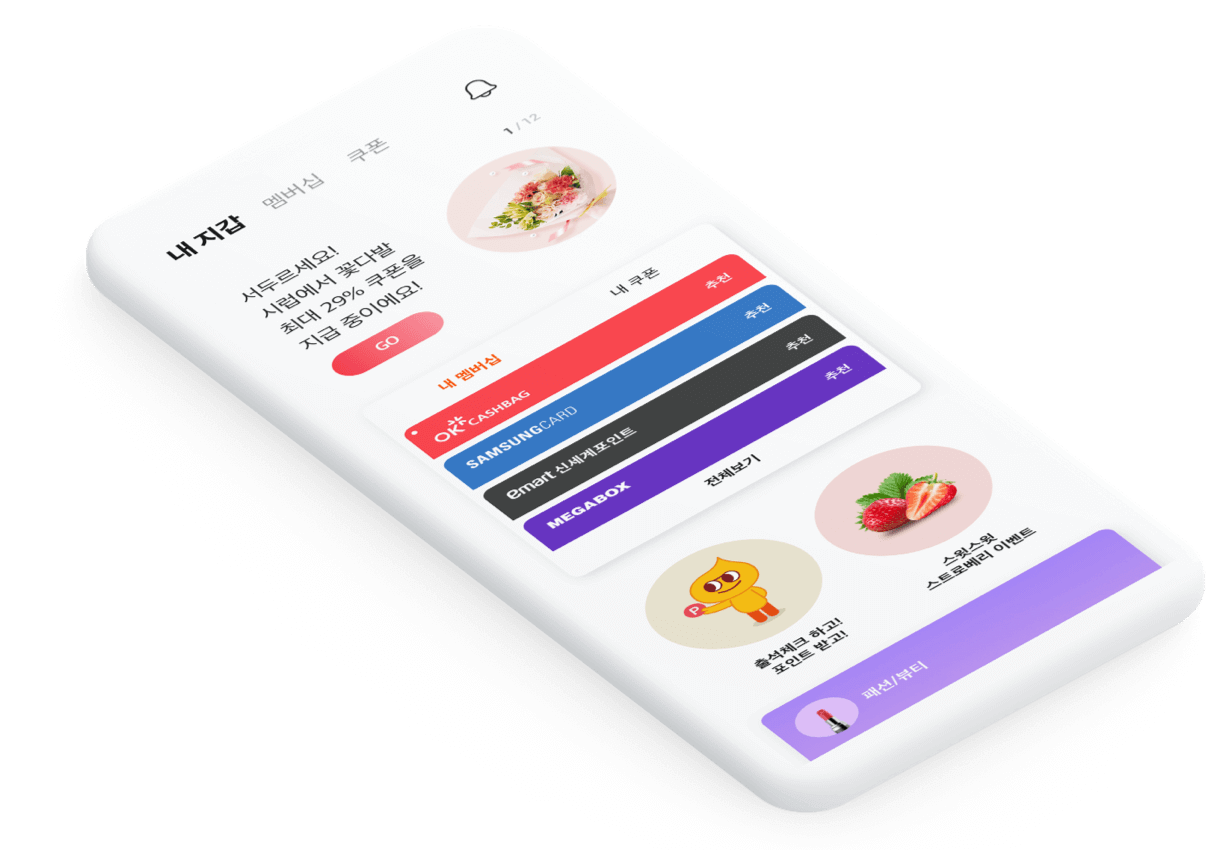 내 지갑 멤버십 쿠폰
1 / 12
서두르세요!
시럽에서 꽃다발
최대 29% 쿠폰을
지급 중이에요!
GO
내 멤버십 내 쿠폰
OK CASHBAG 추천
SAMSUNG CARD 추천
emart 신세계포인트 추천
MEGABOX 추천
전체보기
P
출석체크 하고!
포인트 받고!
스윗스윗
스트로베리 이벤트
패션/뷰티